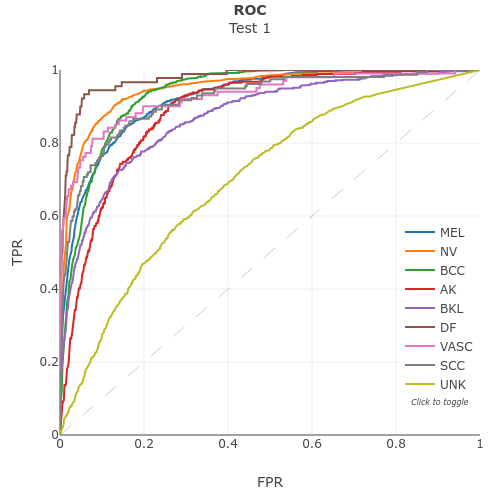 ROC
Test 1
TPR
1
0.8
0.6
0.4
0.2
0
0
0.2
0.4
0.6
0.8
1
FPR
MEL
NV
BCC
AK
BKL
DF
VASC
SCC
UNK
Click to toggle